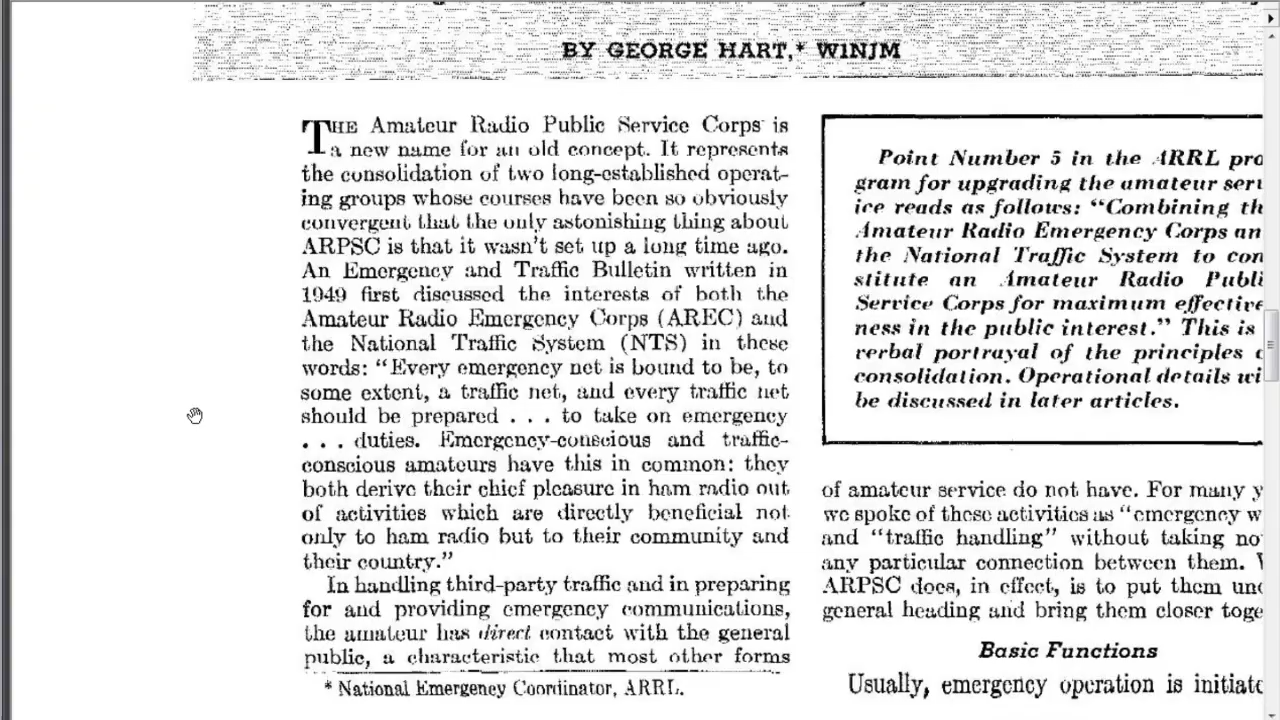 BY GEORGE HART,* W1NJM
THE Amateur Radio Public Service Corps is
a new name for an old concept. It represents
the consolidation of two long-established operat-
ing groups whose courses have been so obviously
convergent that the only astonishing thing about
ARPSC is that it wasn't set up a long time ago.
An Emergency and Traffic Bulletin written in
1949 first discussed the interests of both the
Amateur Radio Emergency Corps (AREC) and
the National Traffic System (NTS) in these
words: "Every emergency net is bound to be, to
some extent, a traffic net, and every traffic net
should be prepared . . . to take on emergency
. . . duties. Emergency-conscious and traffic-
conscious amateurs have this in common: they
both derive their chief pleasure in ham radio out
of activities which are directly beneficial not
only to ham radio but to their community and
their country."
In handling third-party traffic and in preparing
for and providing emergency communications,
the amateur has direct contact with the general
public, a characteristic that most other forms
* National Emergency Coordinator, ARRL.
Point Number 5 in the ARRL pro
gram for upgrading the amateur serv
ice reads as follows: "Combining th
Amateur Radio Emergency Corps an
the National Traffic System to con
stitute an Amateur Radio Publi
Service Corps for maximum effective
ness in the public interest." This is
verbal portrayal of the principles
consolidation. Operational details wi
be discussed in later articles.
of amateur service do not have. For many y
we spoke of these activities as "emergency w
and "traffic handling" without taking no
any particular connection between them.
ARPSC does, in effect, is to put them und
general heading and bring them closer toge
Basic Functions
Usually, emergency operation is initiate